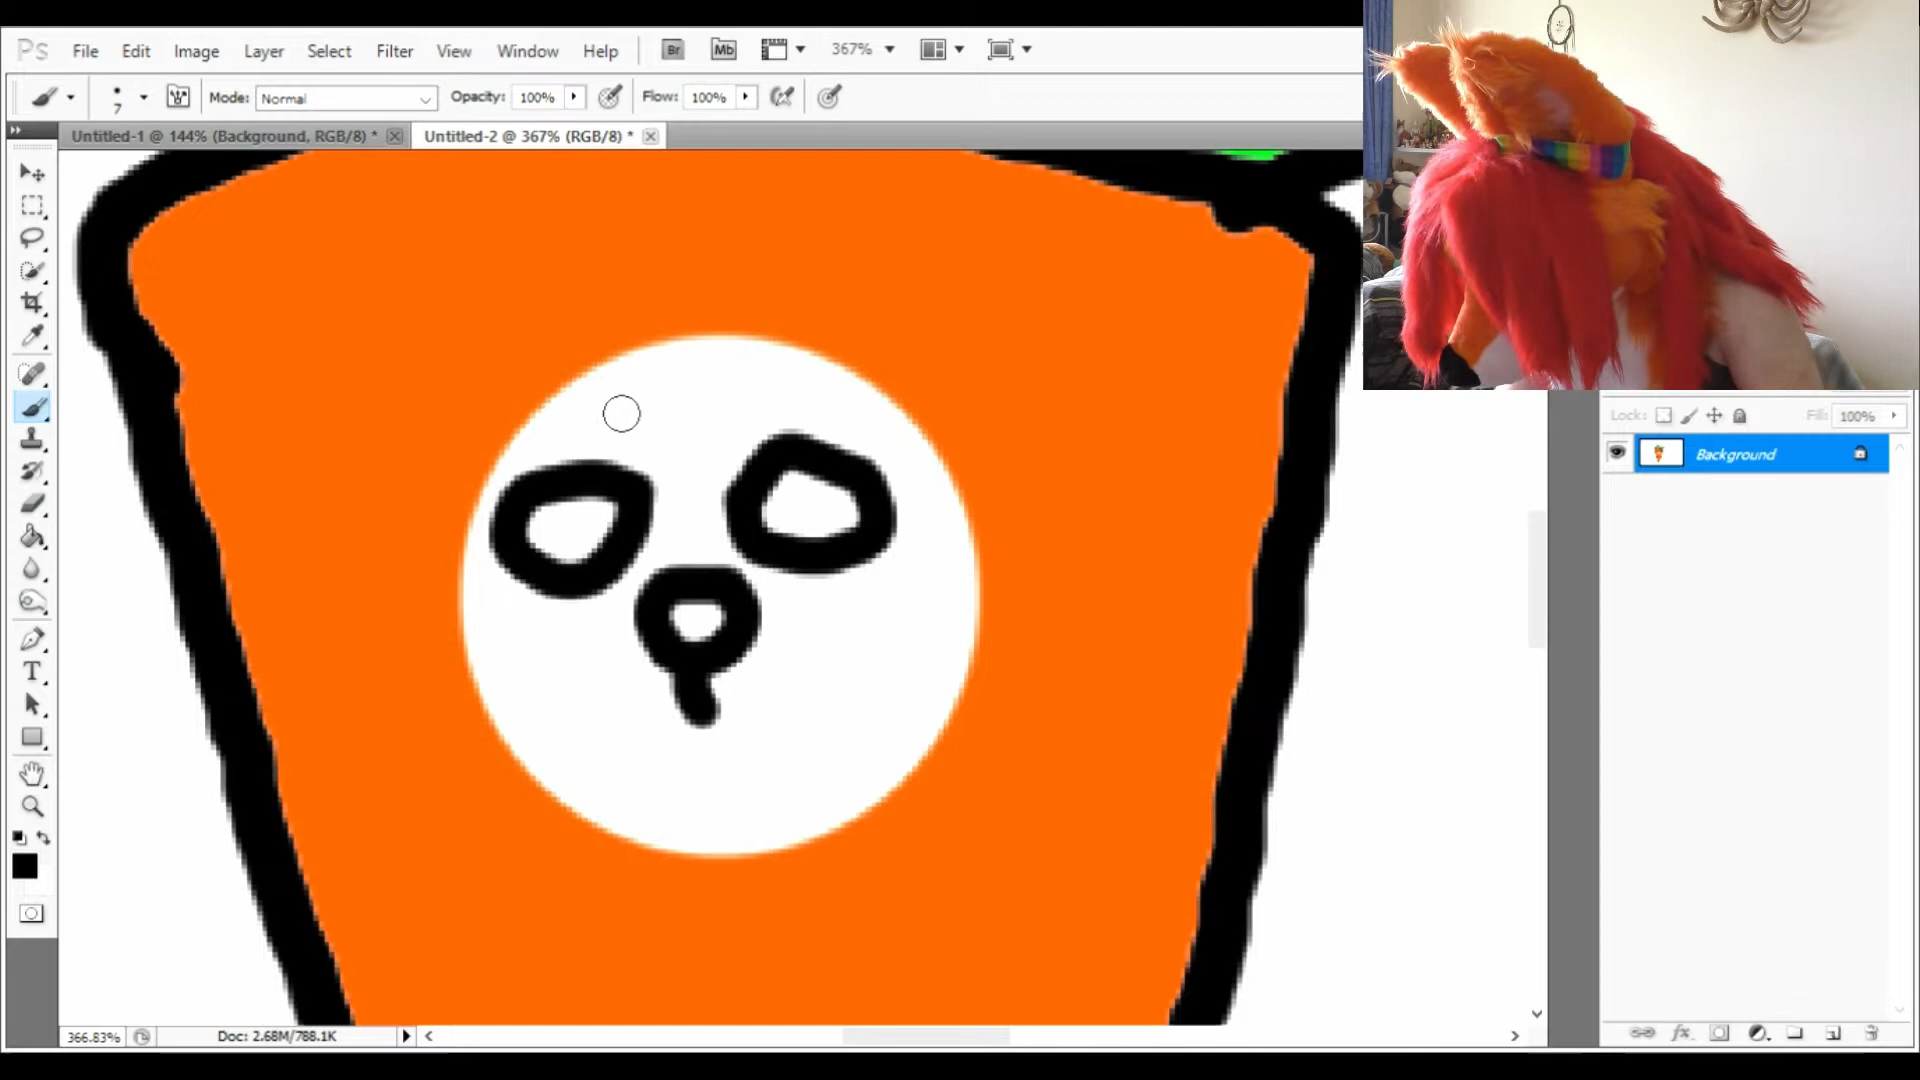 Ps File Edit Image Layer Select Filter View Window Help Br Mb 367%
7 Mode: Normal Opacity: 100% Flow: 100%
Untitled-1 @ 144% (Background, RGB/8) * Untitled-2 @ 367% (RGB/8) *
Lock: Fill: 100%
Background
T
366.83% Doc: 2.68M/788.1K
fx